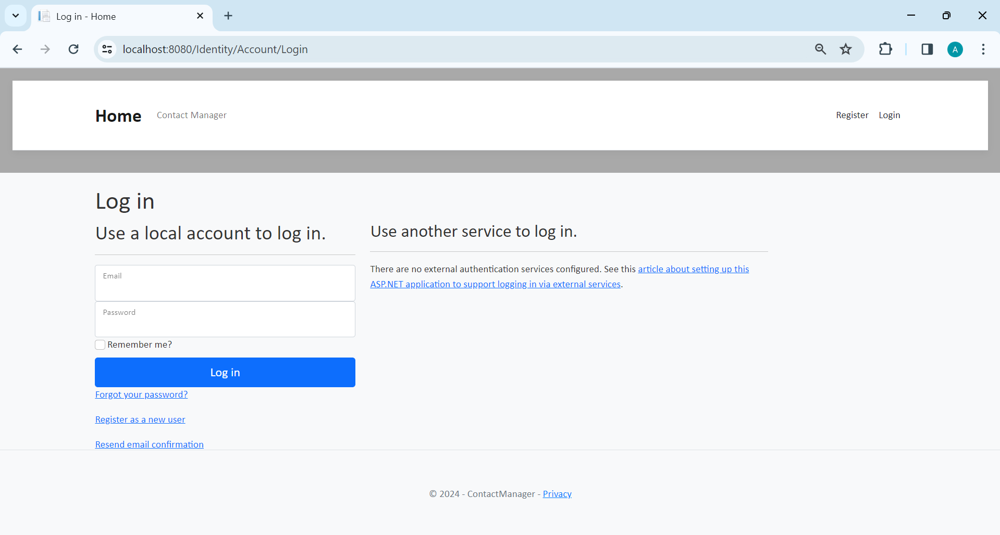 Log in - Home
localhost:8080/Identity/Account/Login
A
Home Contact Manager Register Login
Log in
Use a local account to log in.
Email
Password
Remember me?
Log in
Forgot your password?
Register as a new user
Resend email confirmation
Use another service to log in.
There are no external authentication services configured. See this article about setting up this
ASP.NET application to support logging in via external services.
© 2024 - ContactManager - Privacy